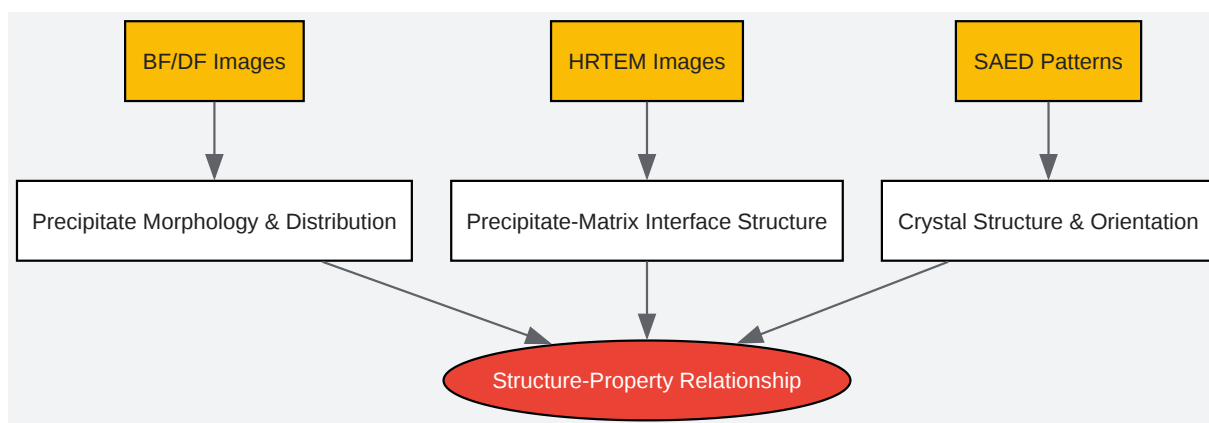 BF/DF Images
HRTEM Images
SAED Patterns
Precipitate Morphology & Distribution
Precipitate-Matrix Interface Structure
Crystal Structure & Orientation
Structure-Property Relationship